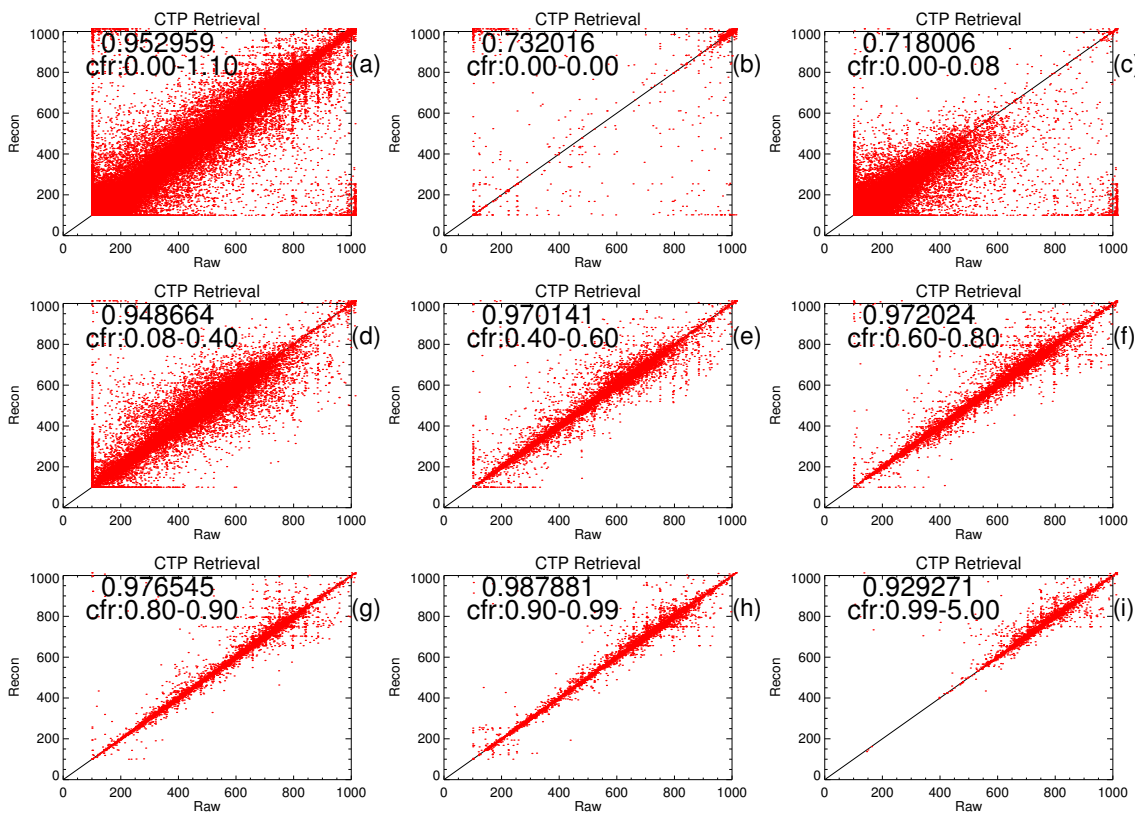 CTP Retrieval
0.952959
cfr:0.00-1.10
(a)
Recon
1000
800
600
400
200
0
0 200 400 600 800 1000
Raw
CTP Retrieval
0.732016
cfr:0.00-0.00
(b)
Recon
1000
800
600
400
200
0
0 200 400 600 800 1000
Raw
CTP Retrieval
0.718006
cfr:0.00-0.08
(c)
Recon
1000
800
600
400
200
0
0 200 400 600 800 1000
Raw
CTP Retrieval
0.948664
cfr:0.08-0.40
(d)
Recon
1000
800
600
400
200
0
0 200 400 600 800 1000
Raw
CTP Retrieval
0.970141
cfr:0.40-0.60
(e)
Recon
1000
800
600
400
200
0
0 200 400 600 800 1000
Raw
CTP Retrieval
0.972024
cfr:0.60-0.80
(f)
Recon
1000
800
600
400
200
0
0 200 400 600 800 1000
Raw
CTP Retrieval
0.976545
cfr:0.80-0.90
(g)
Recon
1000
800
600
400
200
0
0 200 400 600 800 1000
Raw
CTP Retrieval
0.987881
cfr:0.90-0.99
(h)
Recon
1000
800
600
400
200
0
0 200 400 600 800 1000
Raw
CTP Retrieval
0.929271
cfr:0.99-5.00
(i)
Recon
1000
800
600
400
200
0
0 200 400 600 800 1000
Raw